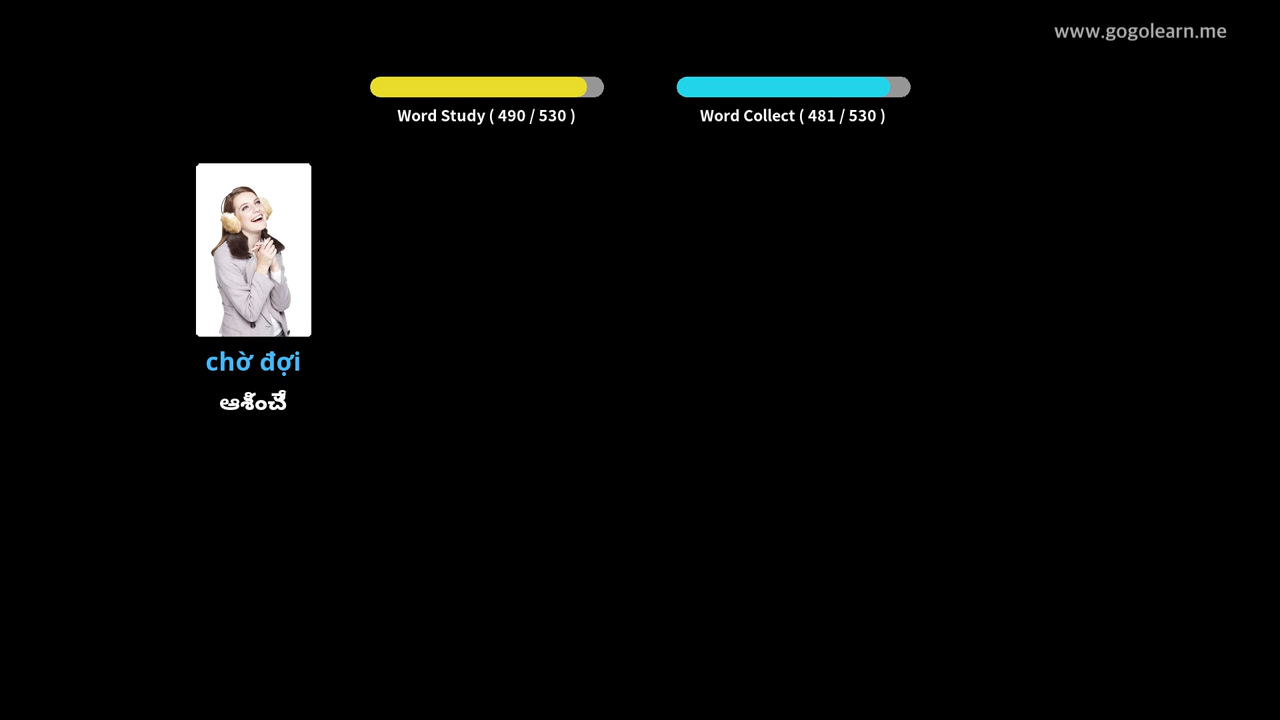 www.gogolearn.me
Word Study ( 490 / 530 )
Word Collect ( 481 / 530 )
chờ đợi
ఆశించే